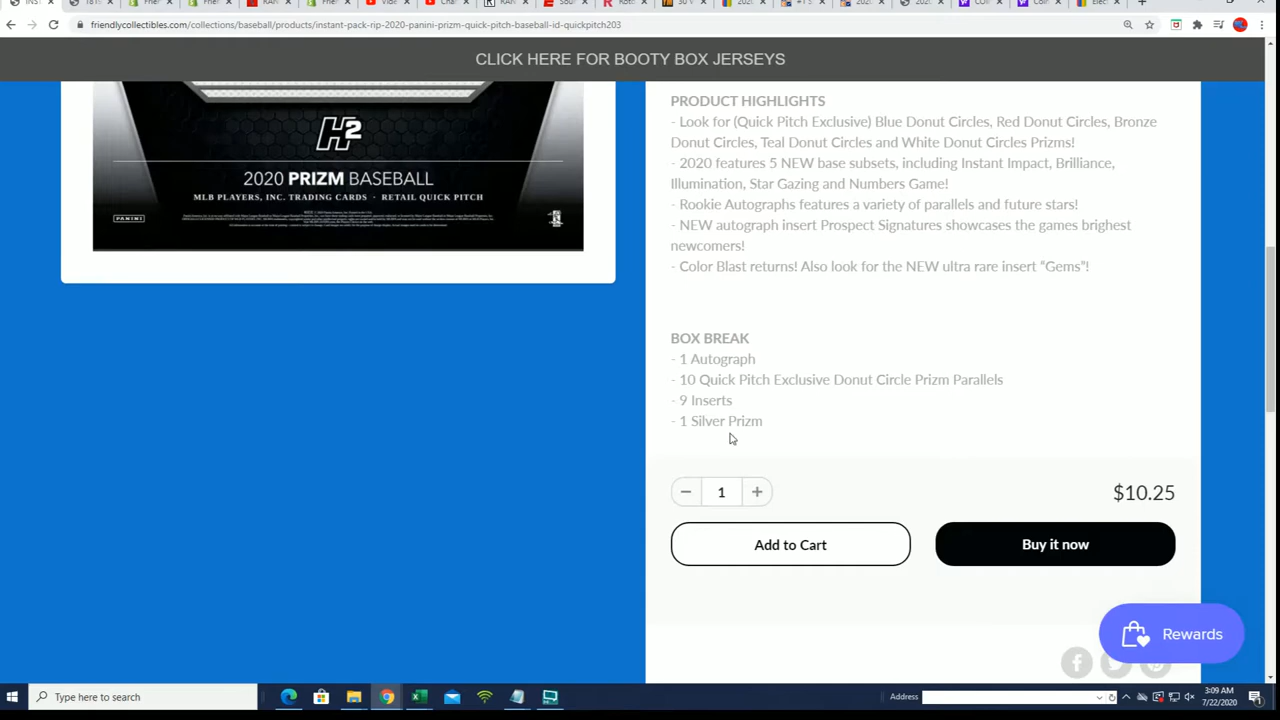 friendlycollectibles.com/collections/baseball/products/instant-pack-rip-2020-panini-prizm-quick-pitch-baseball-id-quickpitch203
CLICK HERE FOR BOOTY BOX JERSEYS
H2
2020 PRIZM BASEBALL
MLB PLAYERS, INC. TRADING CARDS • RETAIL QUICK PITCH
PANINI
PRODUCT HIGHLIGHTS
- Look for (Quick Pitch Exclusive) Blue Donut Circles, Red Donut Circles, Bronze
Donut Circles, Teal Donut Circles and White Donut Circles Prizms!
- 2020 features 5 NEW base subsets, including Instant Impact, Brilliance,
Illumination, Star Gazing and Numbers Game!
- Rookie Autographs features a variety of parallels and future stars!
- NEW autograph insert Prospect Signatures showcases the games brighest
newcomers!
- Color Blast returns! Also look for the NEW ultra rare insert “Gems”!
BOX BREAK
- 1 Autograph
- 10 Quick Pitch Exclusive Donut Circle Prizm Parallels
- 9 Inserts
- 1 Silver Prizm
− 1 +
$10.25
Add to Cart
Buy it now
Rewards
Type here to search
Address
3:09 AM
7/22/2020